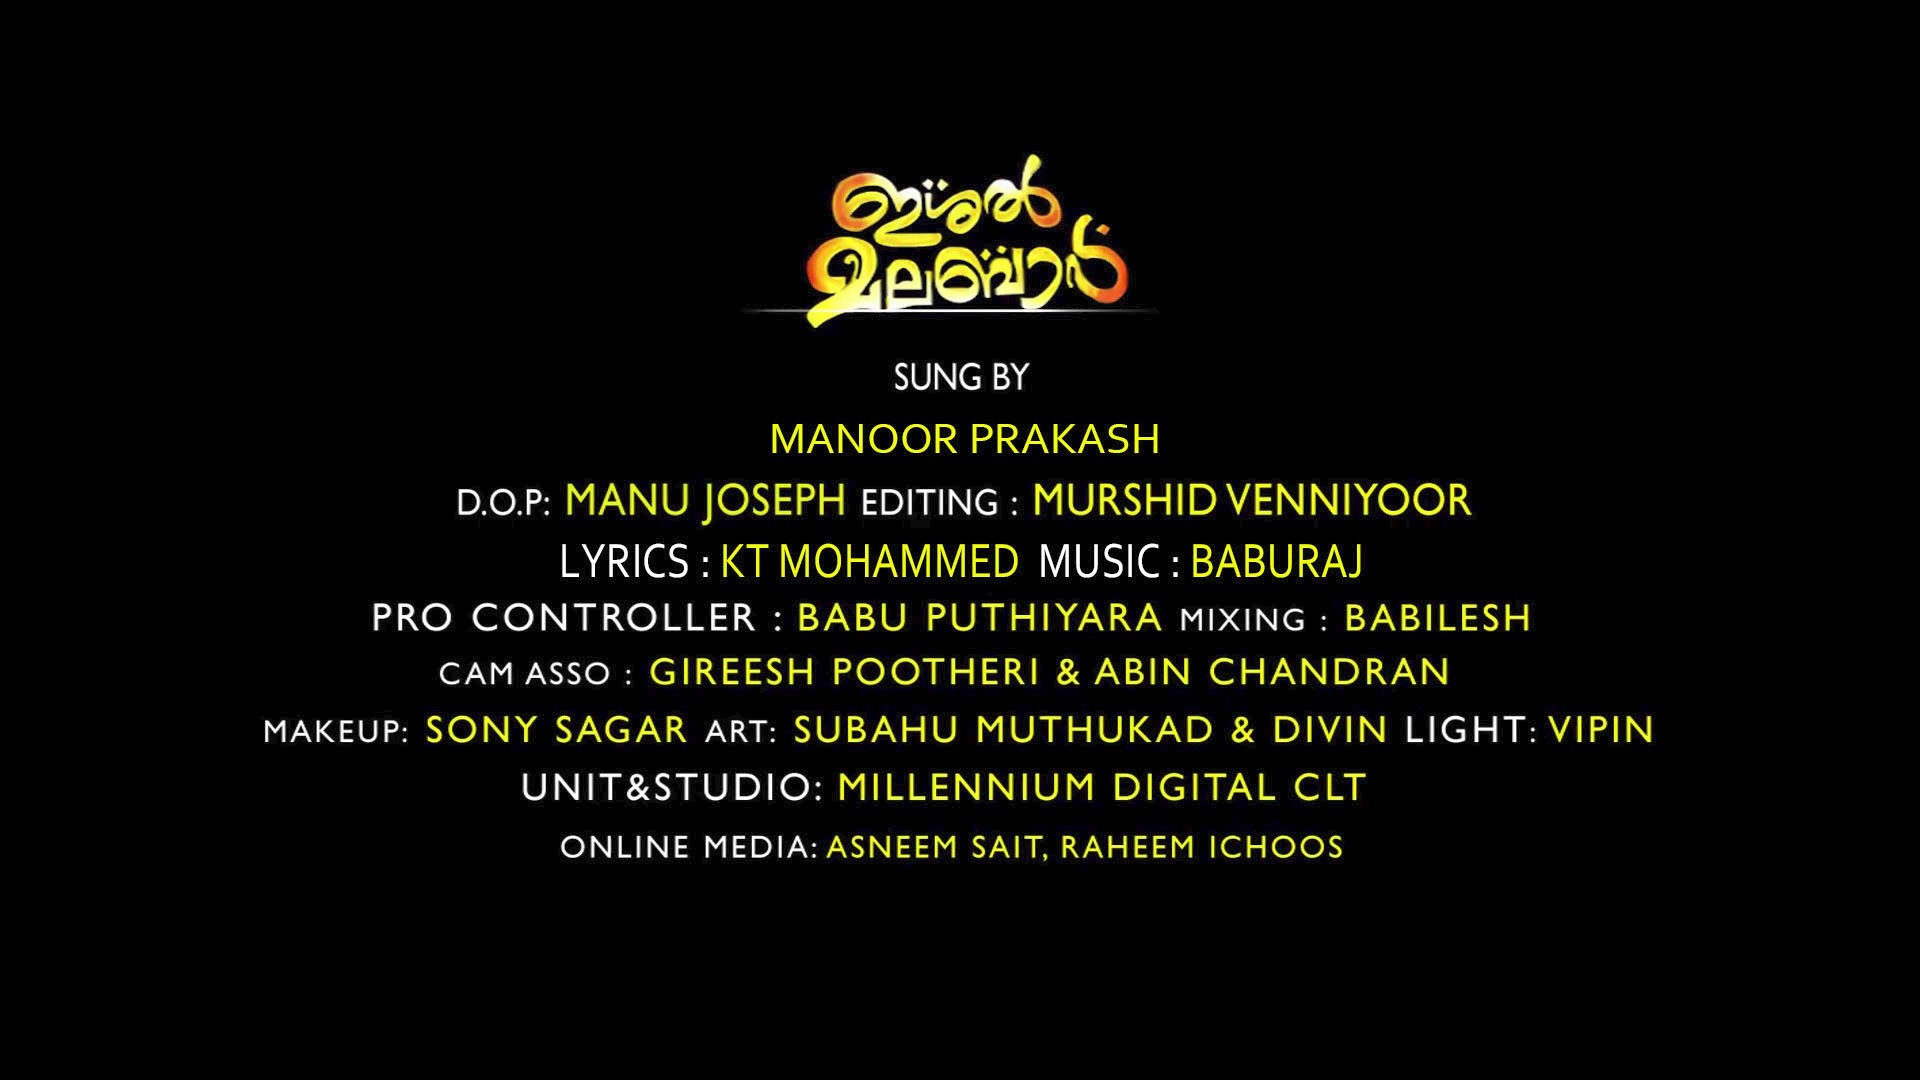 ഇശൽ
മലബാർ
SUNG BY
MANOOR PRAKASH
D.O.P: MANU JOSEPH EDITING : MURSHID VENNIYOOR
LYRICS : KT MOHAMMED MUSIC : BABURAJ
PRO CONTROLLER : BABU PUTHIYARA MIXING : BABILESH
CAM ASSO : GIREESH POOTHERI & ABIN CHANDRAN
MAKEUP: SONY SAGAR ART: SUBAHU MUTHUKAD & DIVIN LIGHT: VIPIN
UNIT&STUDIO: MILLENNIUM DIGITAL CLT
ONLINE MEDIA: ASNEEM SAIT, RAHEEM ICHOOS